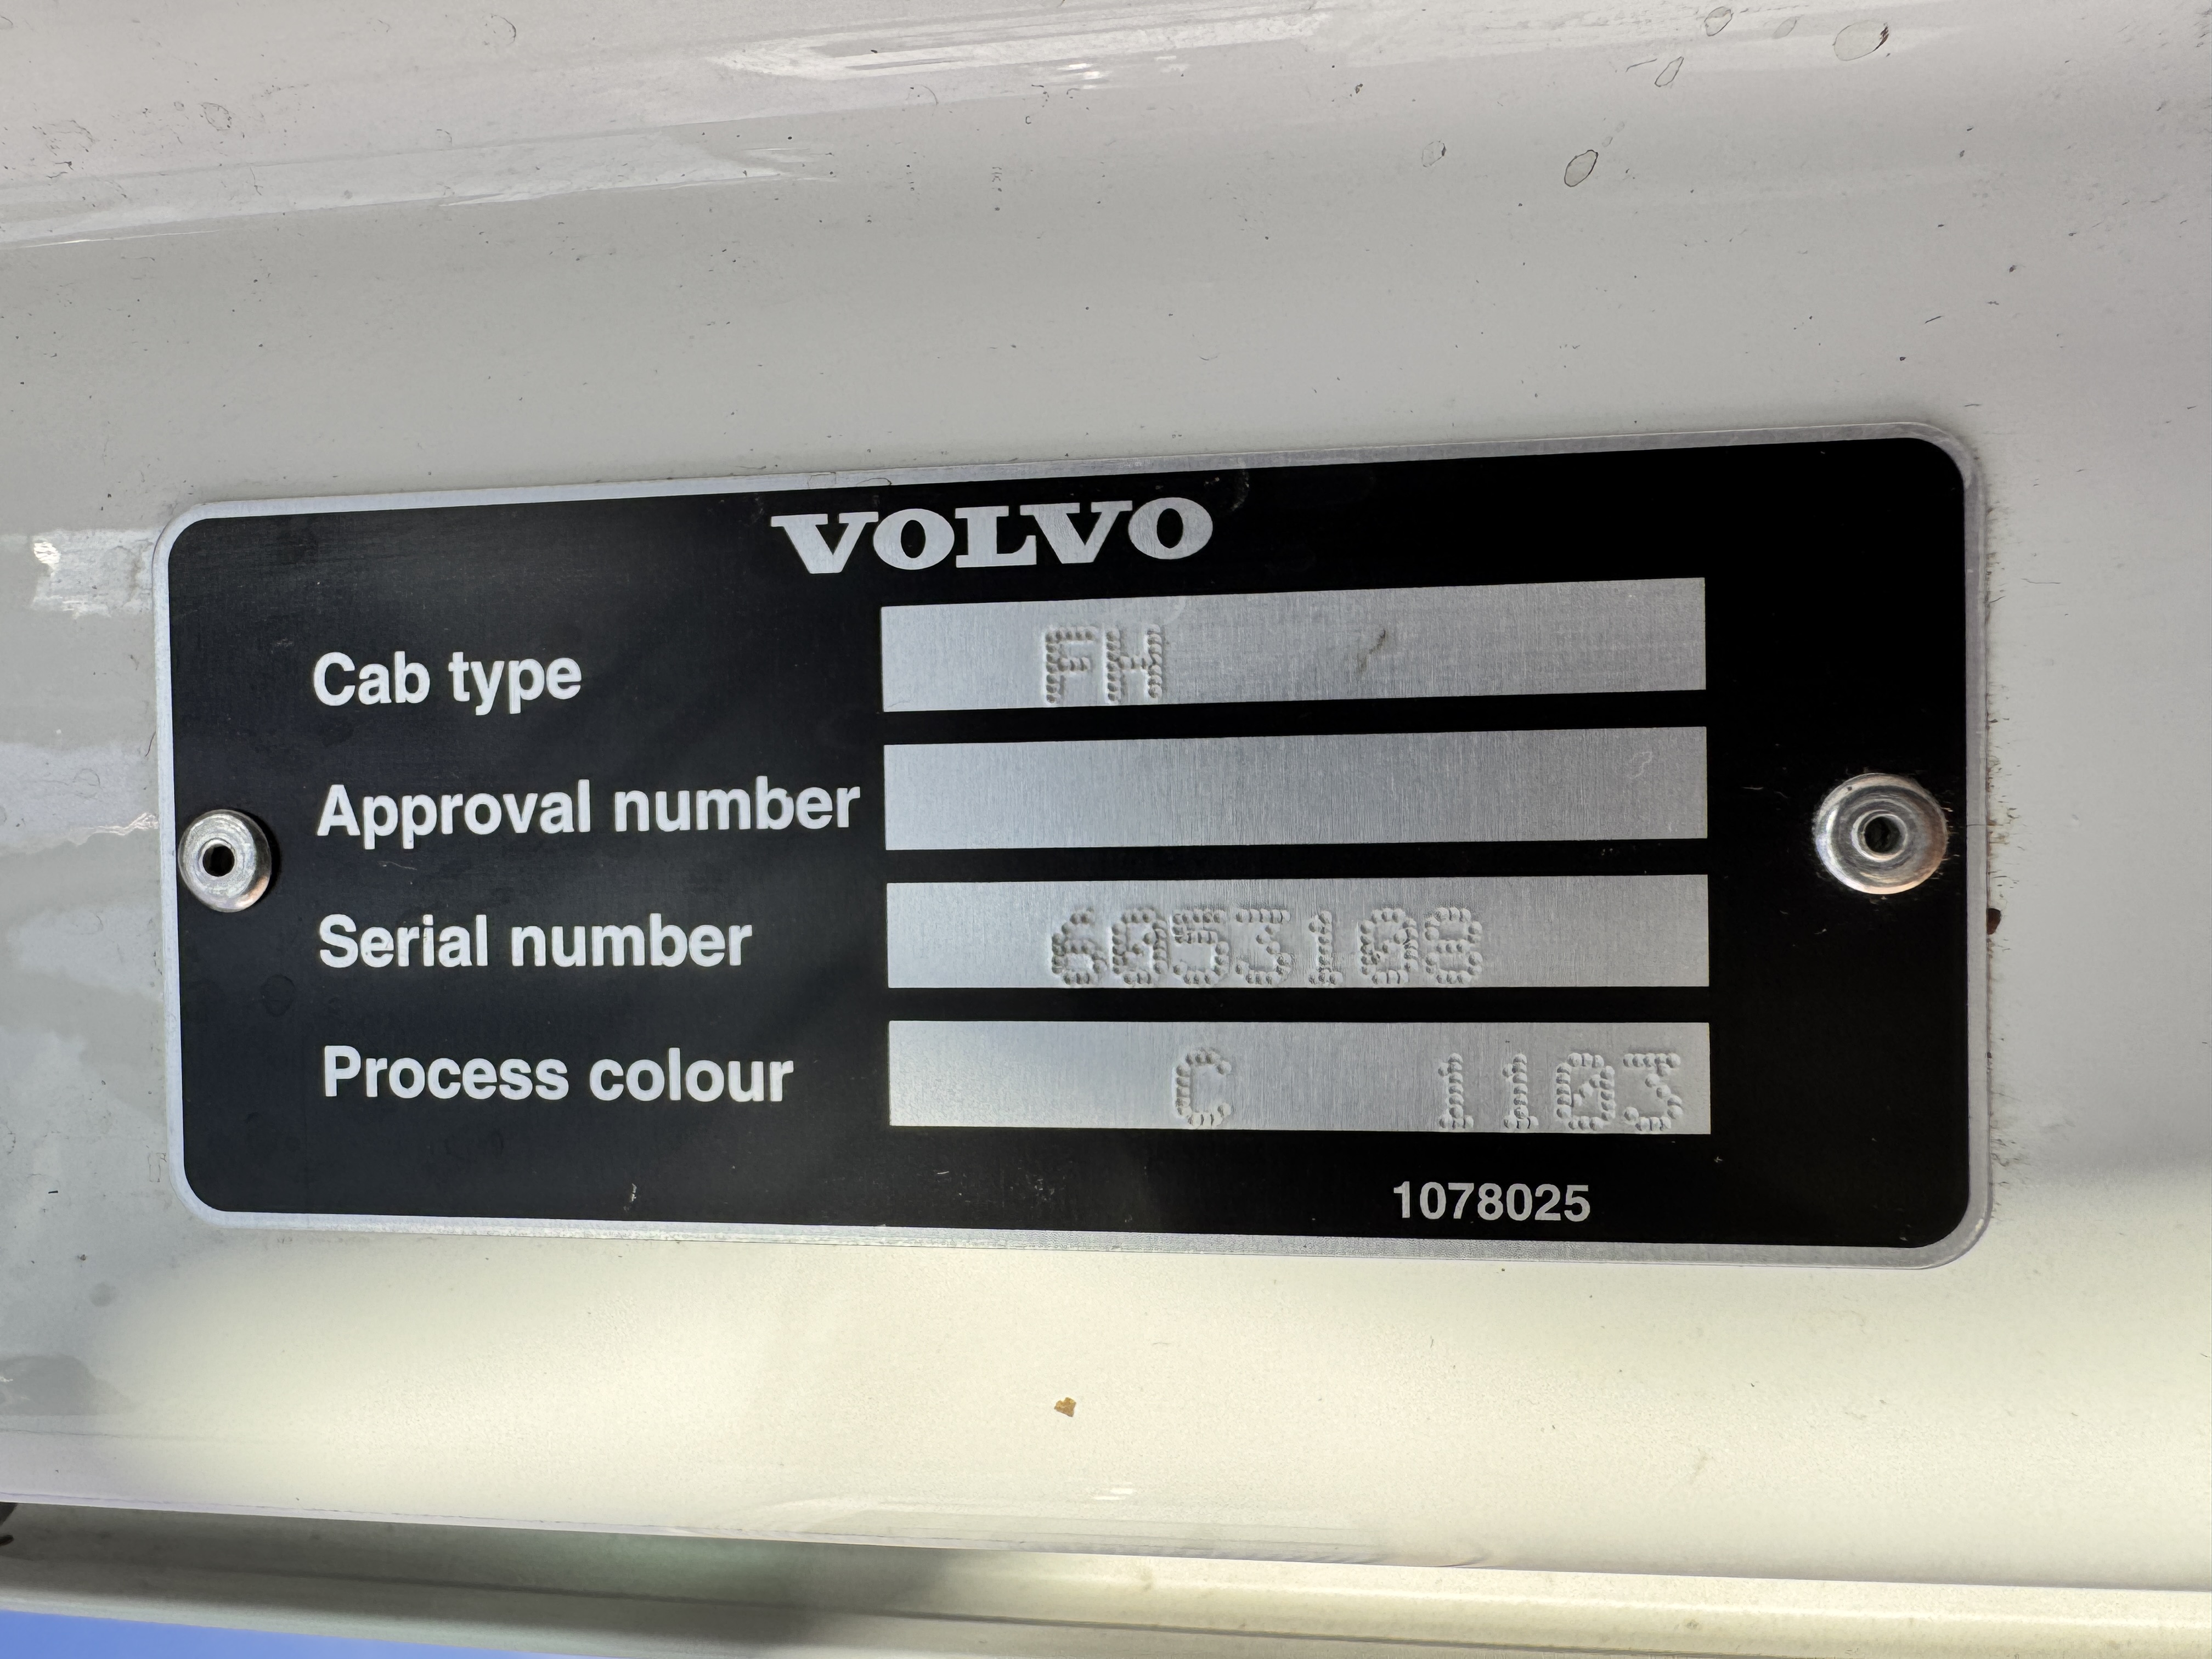 VOLVO
Cab type FH
Approval number
Serial number 6053108
Process colour C 1103
1078025